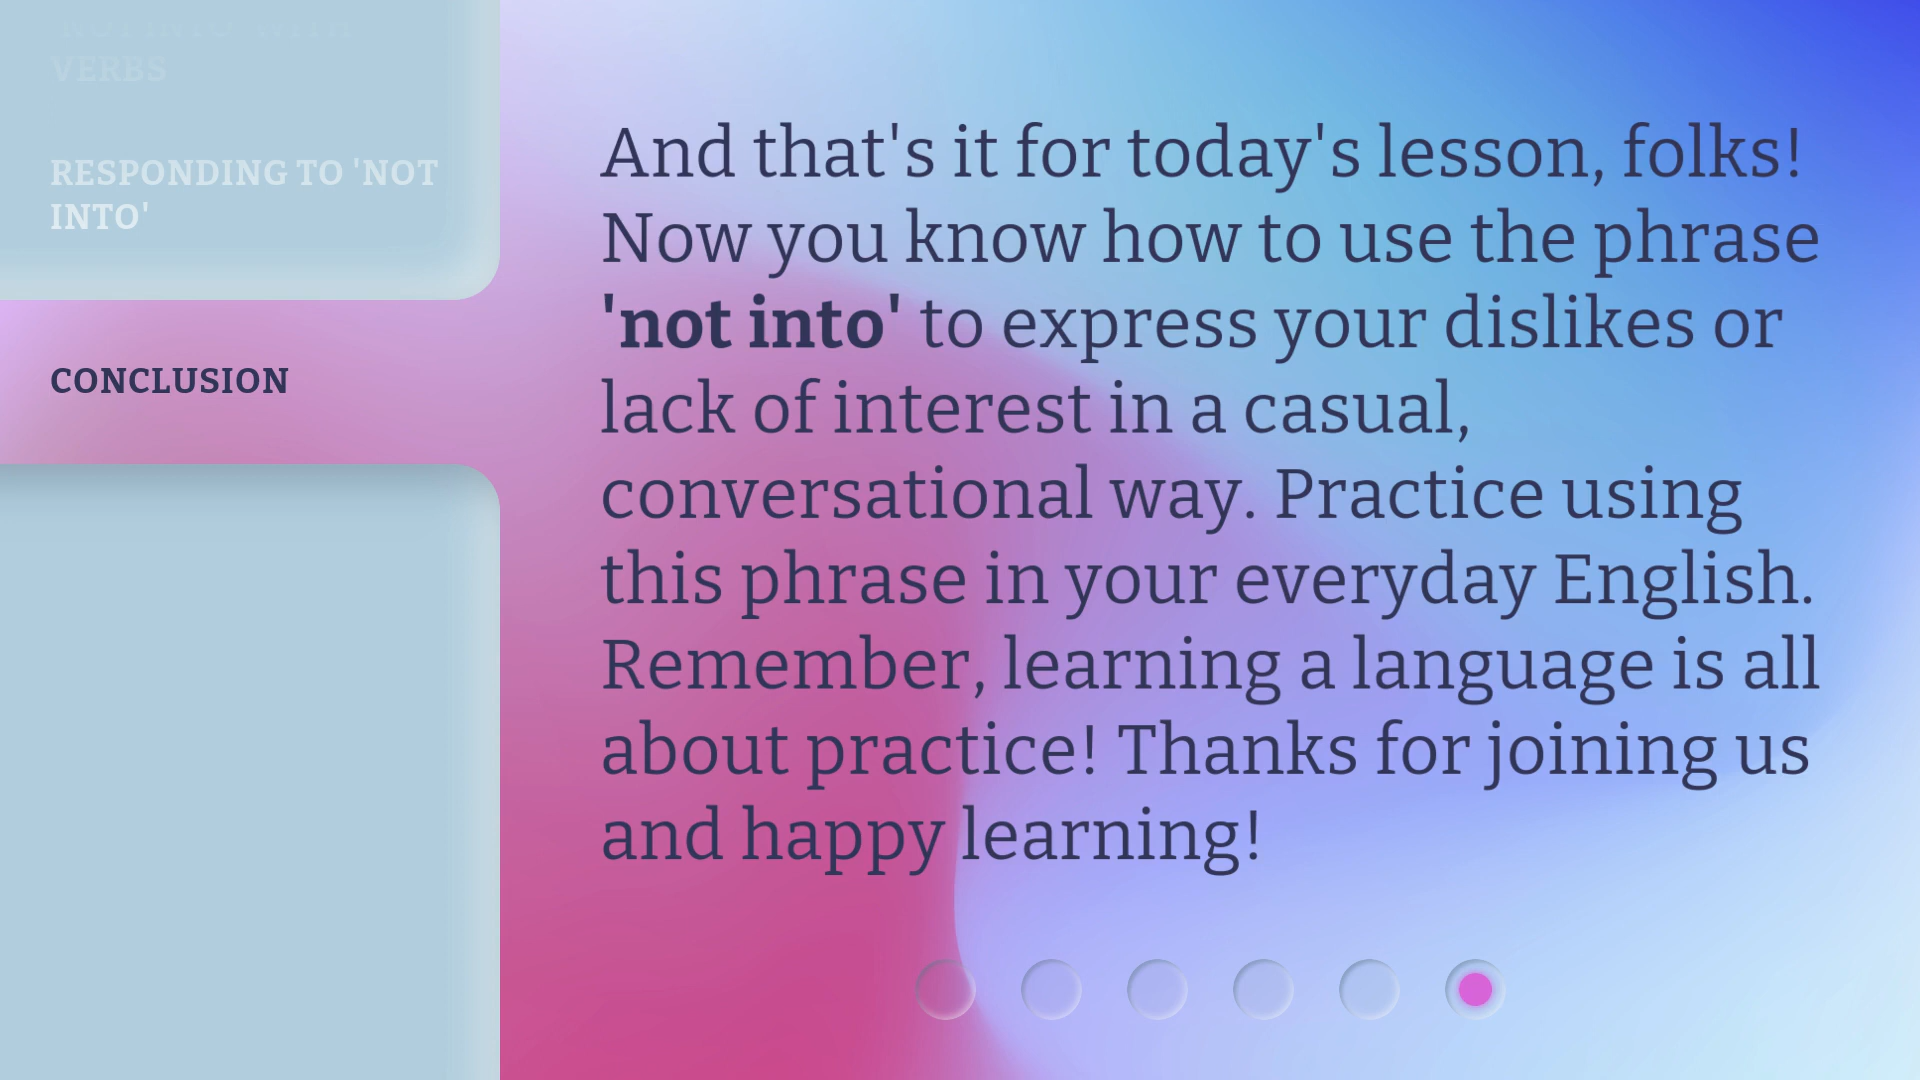 VERBS
RESPONDING TO 'NOT
INTO'
CONCLUSION
And that's it for today's lesson, folks!
Now you know how to use the phrase
'not into' to express your dislikes or
lack of interest in a casual,
conversational way. Practice using
this phrase in your everyday English.
Remember, learning a language is all
about practice! Thanks for joining us
and happy learning!